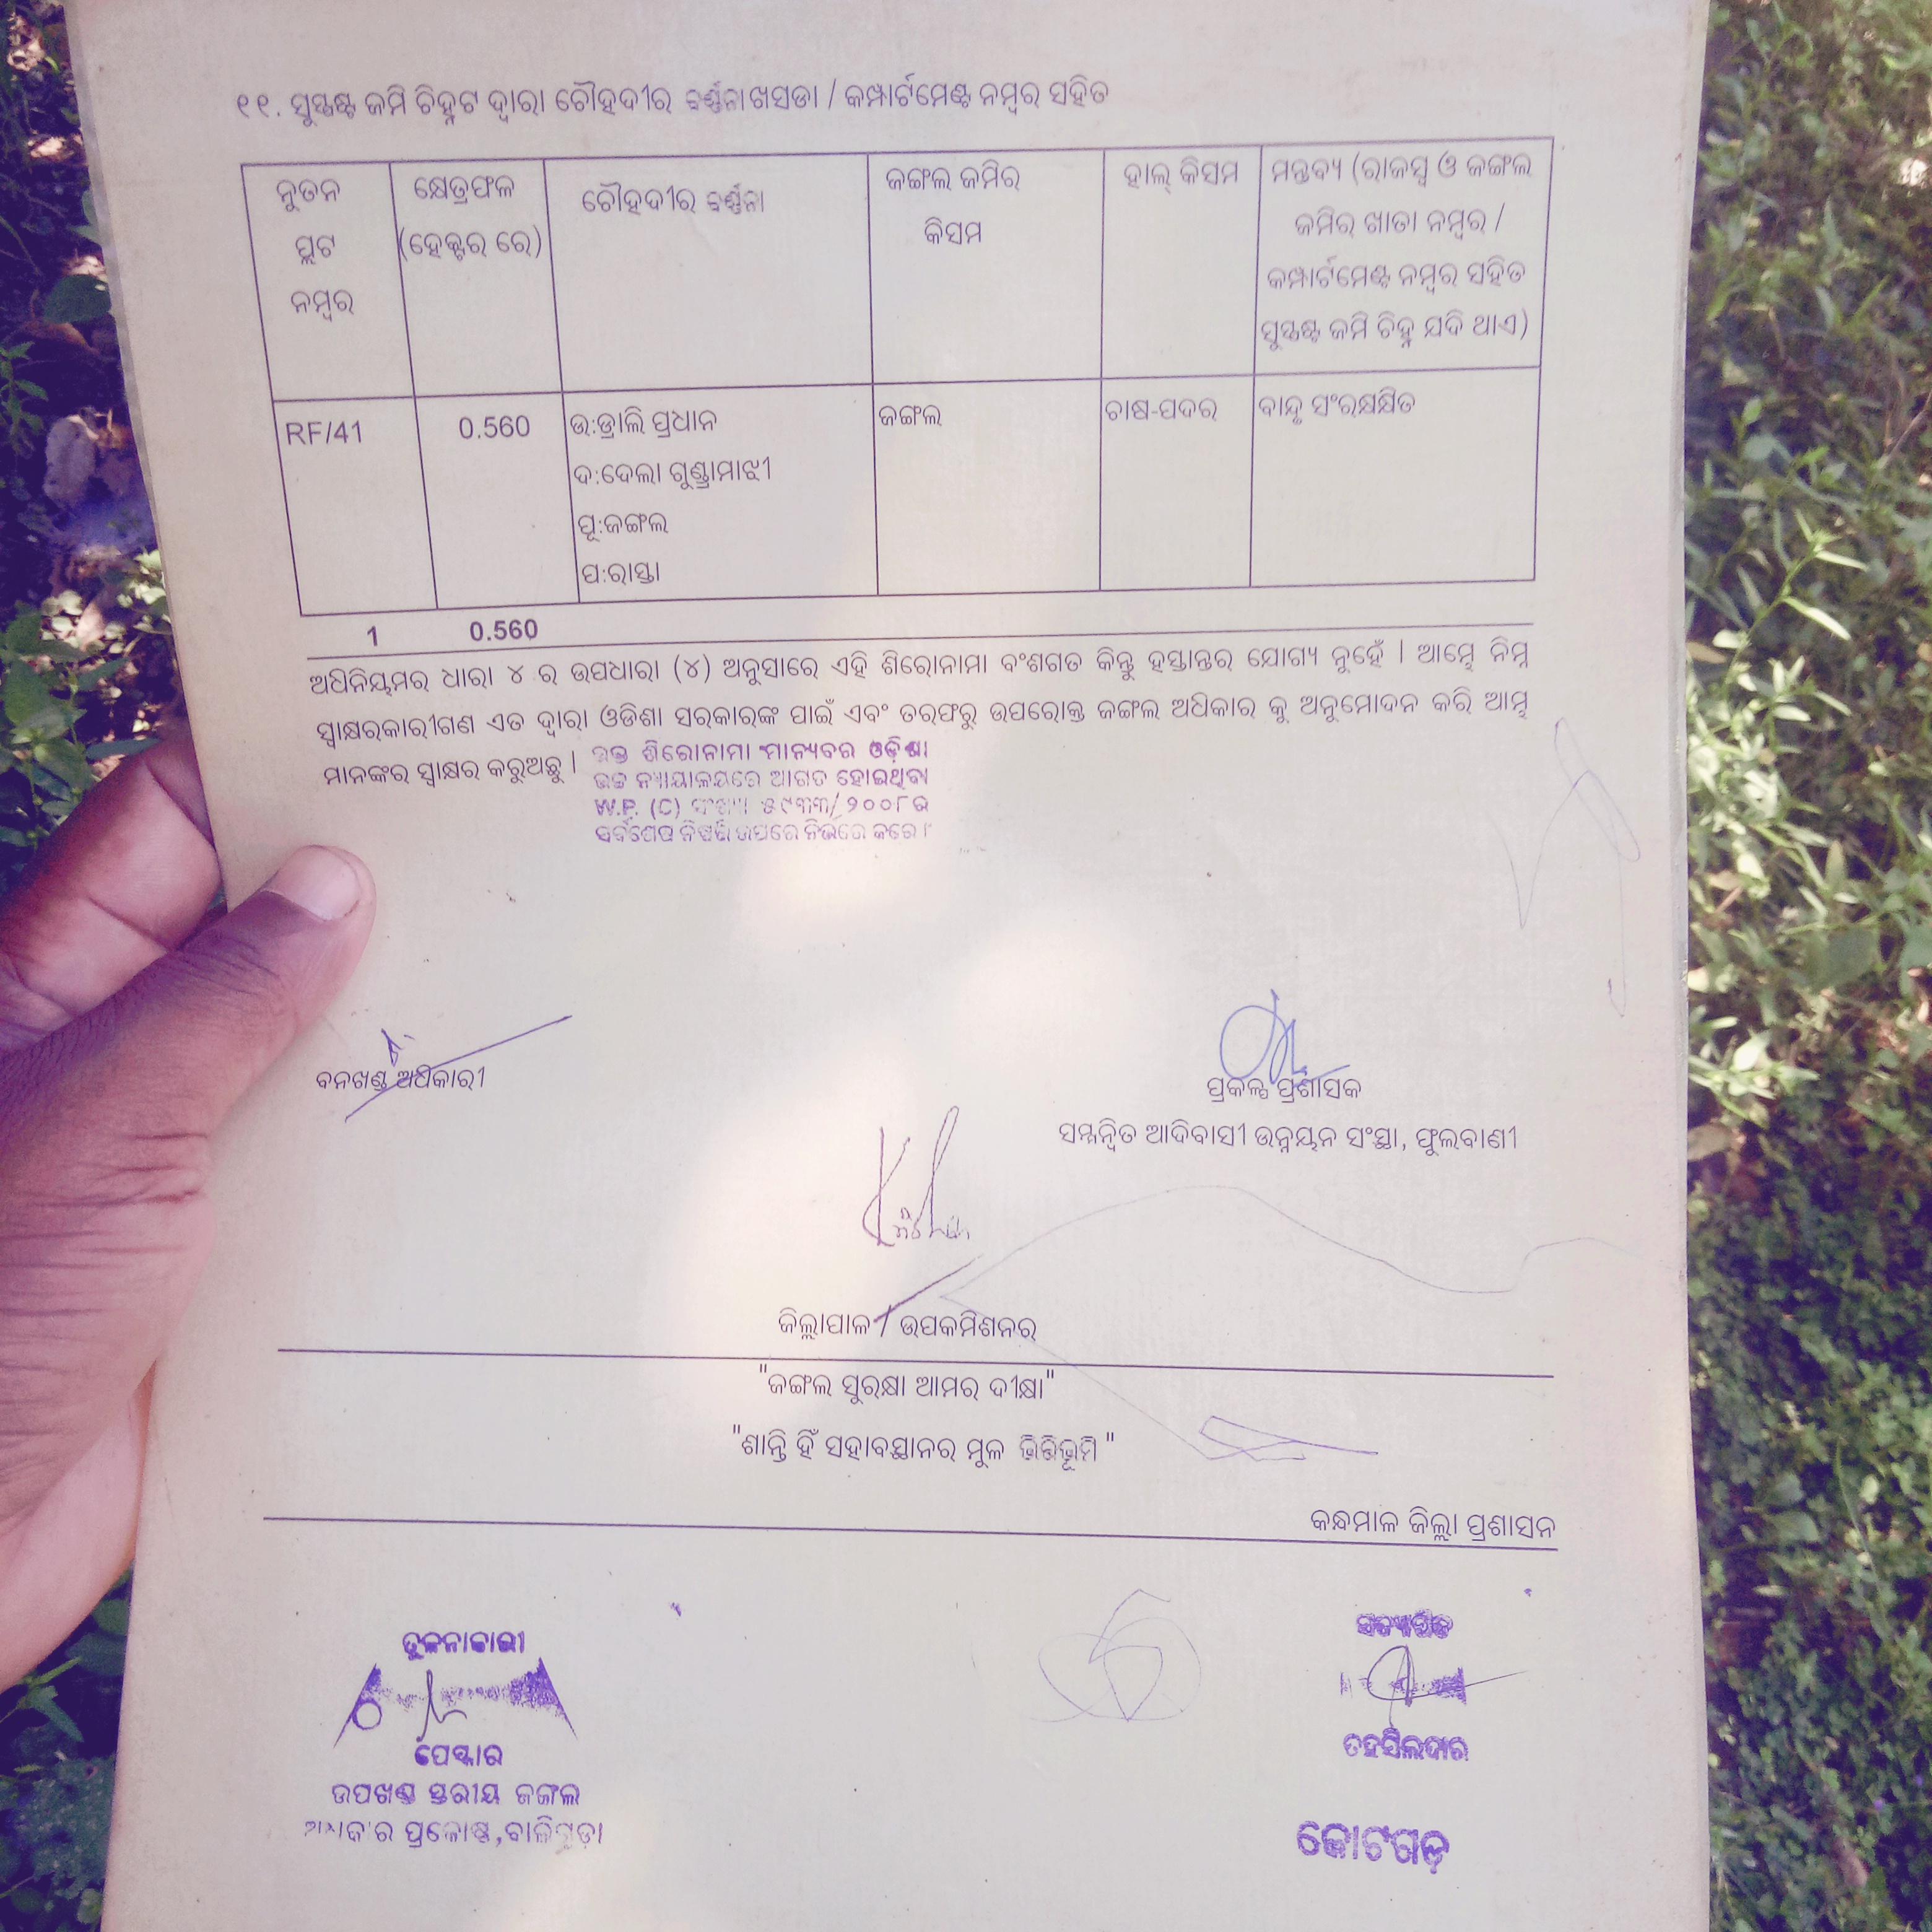 ୧୧. ସୁସ୍ପଷ୍ଟ ଜମି ଚିହ୍ନଟ ଦ୍ୱାରା ଚୌହଦୀର ବର୍ଣ୍ଣନା ଖସଡା / କମ୍ପାର୍ଟମେଣ୍ଟ ନମ୍ବର ସହିତ
ନୁତନ ପ୍ଲଟ ନମ୍ବର
କ୍ଷେତ୍ରଫଳ (ହେକ୍ଟର ରେ)
ଚୌହଦୀର ବର୍ଣ୍ଣନା
ଜଙ୍ଗଲ ଜମିର କିସମ
ହାଲ୍ କିସମ
ମନ୍ତବ୍ୟ (ରାଜସ୍ୱ ଓ ଜଙ୍ଗଲ
ଜମିର ଖାତା ନମ୍ବର /
କମ୍ପାର୍ଟମେଣ୍ଟ ନମ୍ବର ସହିତ
ସୁସ୍ପଷ୍ଟ ଜମି ଚିହ୍ନ ଯଦି ଥାଏ)
RF/41
0.560
ଉ:ଡ୍ରାଲି ପ୍ରଧାନ
ଦ:ଦେଲା ଗୁଣ୍ଡ୍ରାମାଝୀ
ପୂ:ଜଙ୍ଗଲ
ପ:ରାସ୍ତା
ଜଙ୍ଗଲ
ଚାଷ-ପଦର
ବାନ୍ଦୃ ସଂରକ୍ଷକ୍ଷିତ
1 0.560
ଅଧିନିୟମର ଧାରା ୪ ର ଉପଧାରା (୪) ଅନୁସାରେ ଏହି ଶିରୋନାମା ବଂଶଗତ କିନ୍ତୁ ହସ୍ତାନ୍ତର ଯୋଗ୍ୟ ନୁହେଁ । ଆମ୍ଭେ ନିମ୍ନ
ସ୍ୱାକ୍ଷରକାରୀଗଣ ଏତ ଦ୍ୱାରା ଓଡିଶା ସରକାରଙ୍କ ପାଇଁ ଏବଂ ତରଫରୁ ଉପରୋକ୍ତ ଜଙ୍ଗଲ ଅଧିକାର କୁ ଅନୁମୋଦନ କରି ଆମ୍ଭ
ମାନଙ୍କର ସ୍ୱାକ୍ଷର କରୁଅଛୁ ।
ଉକ୍ତ ଶିରୋନାମା ମାନ୍ୟବର ଓଡ଼ିଶା
ଉଚ୍ଚ ନ୍ୟାୟାଳୟରେ ଆଗତ ହୋଇଥିବା
W.P. (C) ସଂଖ୍ୟା ୫୯୩୩/୨୦୦୮ର
ସର୍ବଶେଷ ନିଷ୍ପତ୍ତି ଉପରେ ନିର୍ଭର କରେ ।
ବନଖଣ୍ଡ ଅଧିକାରୀ
ପ୍ରକଳ୍ପ ପ୍ରଶାସକ
ସମ୍ନ୍ୱିତ ଆଦିବାସୀ ଉନ୍ନୟନ ସଂସ୍ଥା, ଫୁଲବାଣୀ
ଜିଲ୍ଲାପାଳ / ଉପକମିଶନର
"ଜଙ୍ଗଲ ସୁରକ୍ଷା ଆମର ଦୀକ୍ଷା"
"ଶାନ୍ତି ହିଁ ସହାବସ୍ଥାନର ମୁଳ ଭିତ୍ତିଭୂମି "
କନ୍ଧମାଳ ଜିଲ୍ଲା ପ୍ରଶାସନ
ତୁଳନାକାରୀ
ପେସ୍କାର
ଉପଖଣ୍ଡ ସ୍ତରୀୟ ଜଙ୍ଗଲ
ଅଧିକାର ପ୍ରକୋଷ୍ଠ,ବାଲିଗୁଡ଼ା
ତହସିଲଦାର
କୋଟଗଡ଼